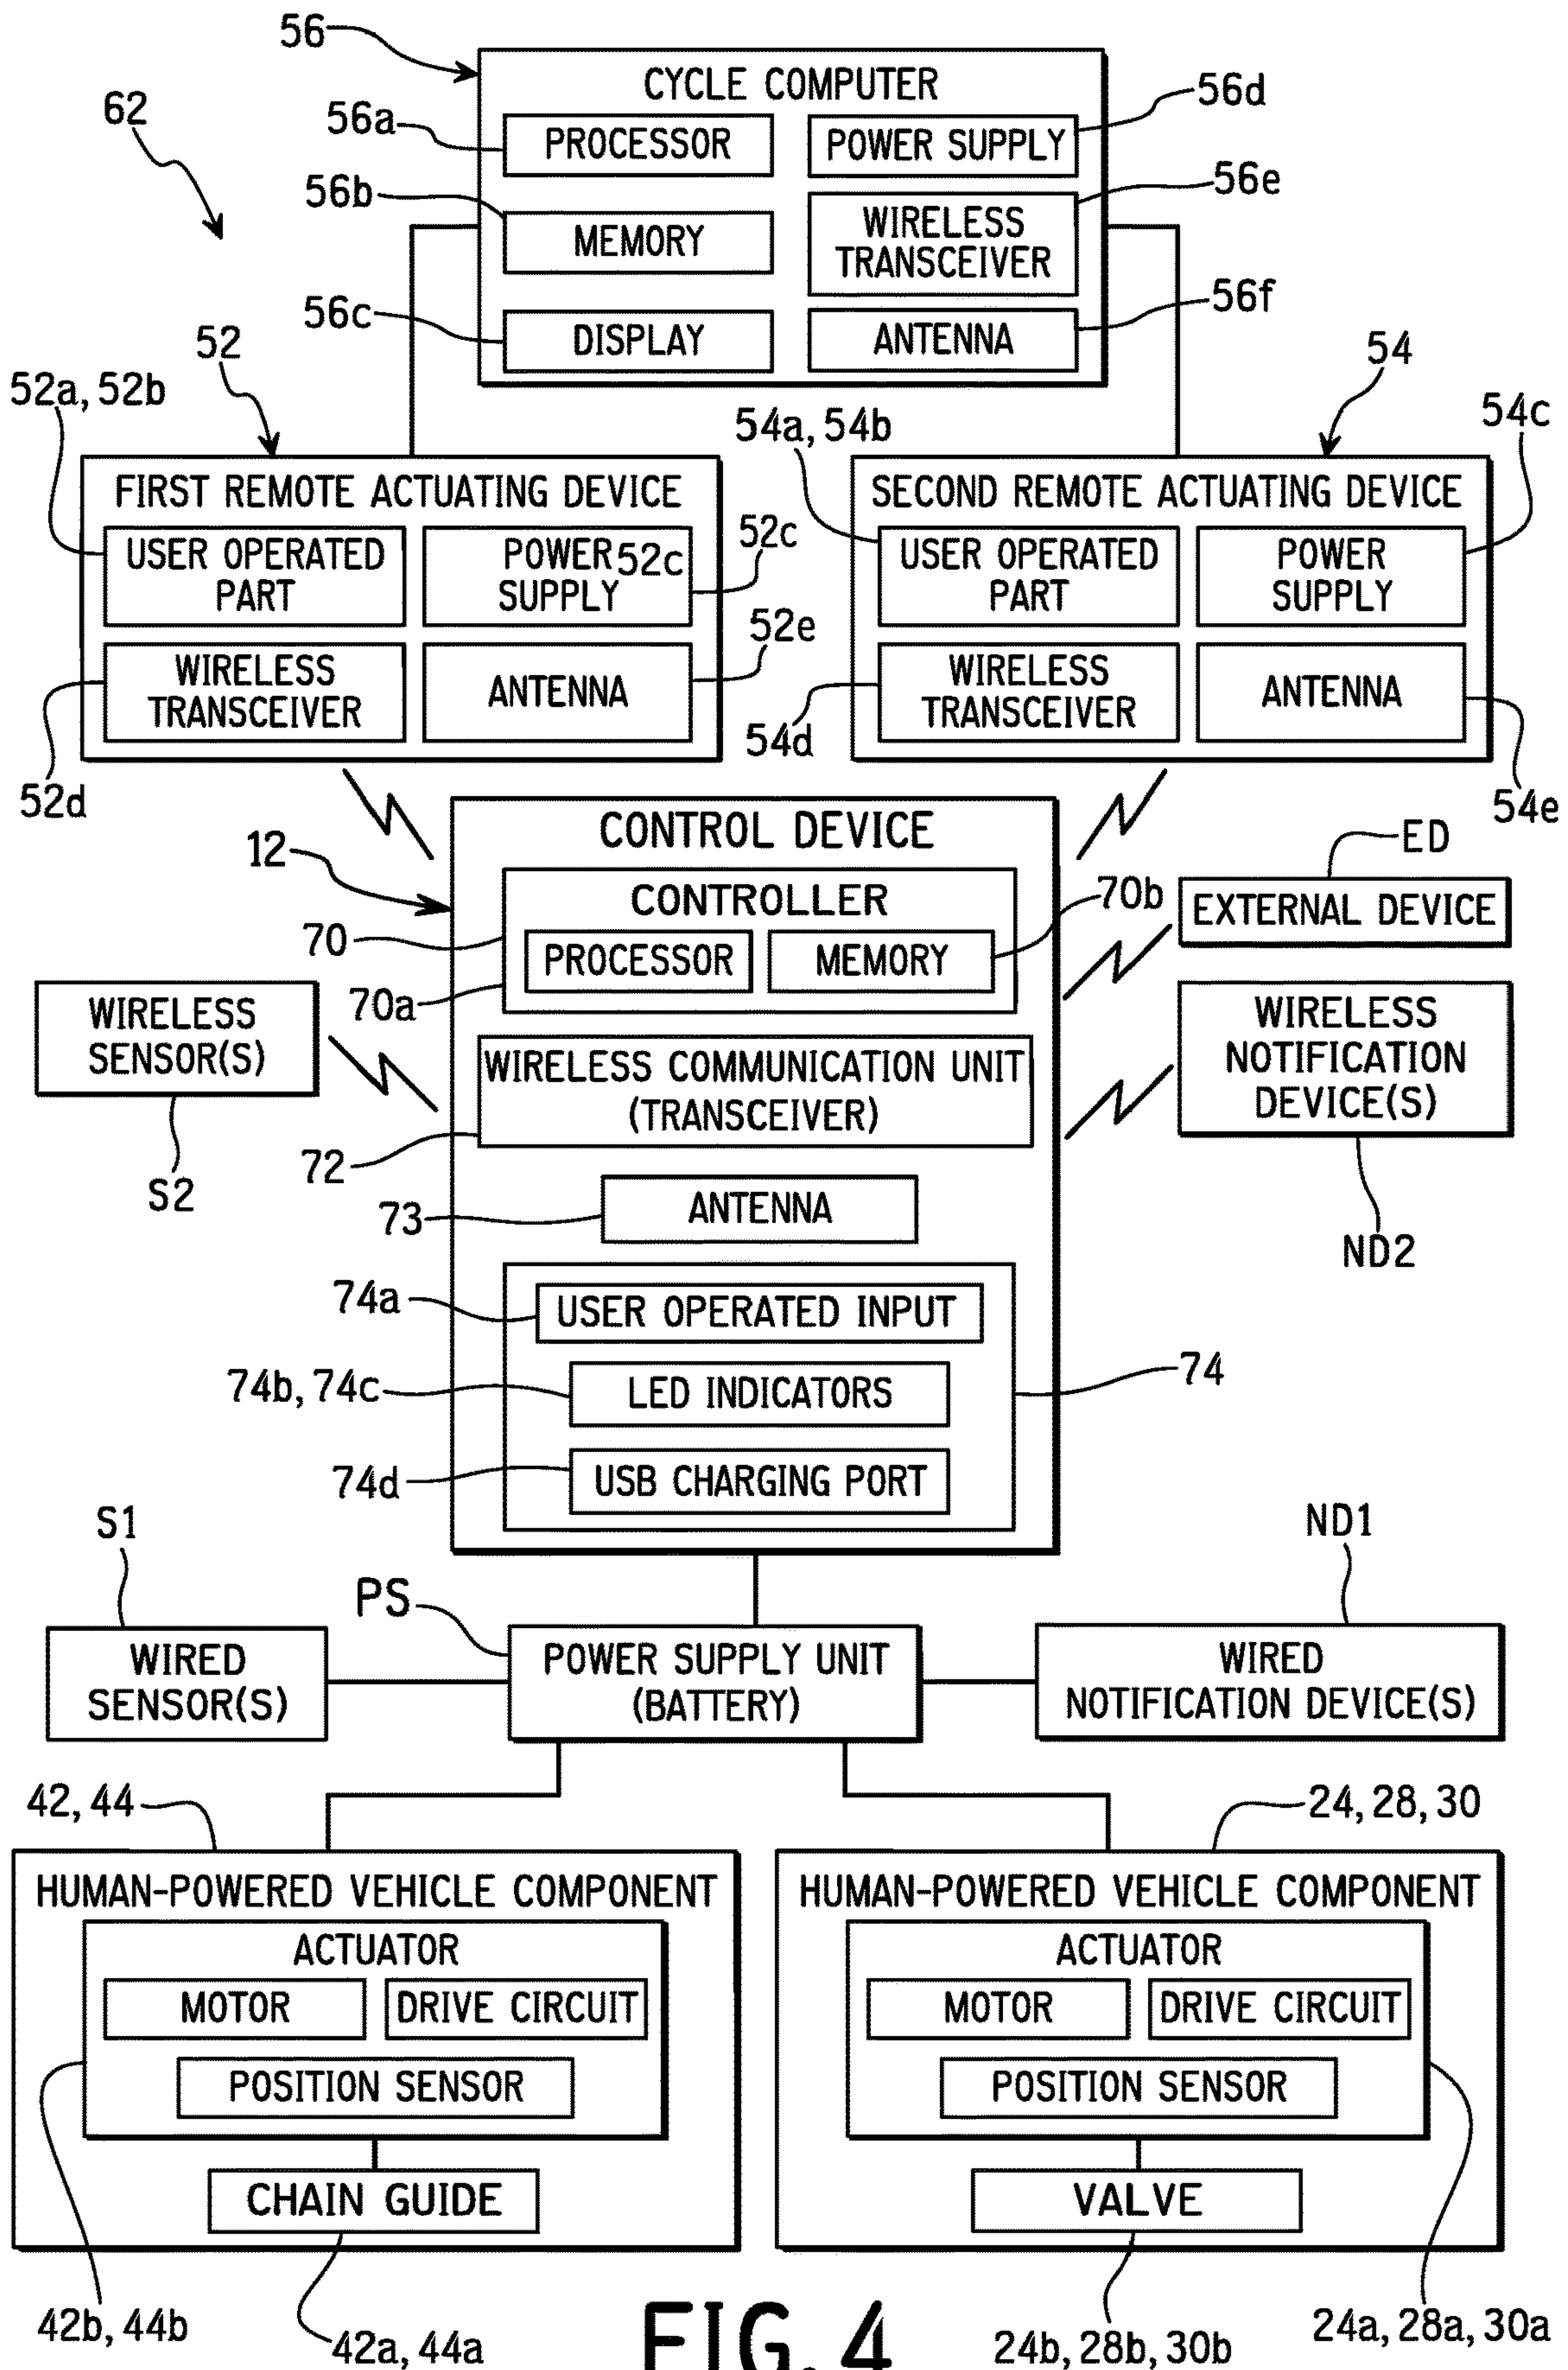 56
CYCLE COMPUTER
56d
62
56a
PROCESSOR
POWER SUPPLY
56b
56e
MEMORY
WIRELESS
TRANSCEIVER
56c
56f
DISPLAY
ANTENNA
52
54
52a, 52b
54a, 54b
54c
FIRST REMOTE ACTUATING DEVICE
SECOND REMOTE ACTUATING DEVICE
USER OPERATED
PART
POWER 52c
SUPPLY
52c
USER OPERATED
PART
POWER
SUPPLY
52e
WIRELESS
TRANSCEIVER
ANTENNA
WIRELESS
TRANSCEIVER
ANTENNA
54d
52d
54e
CONTROL DEVICE
12
ED
CONTROLLER
70b
EXTERNAL DEVICE
70
PROCESSOR
MEMORY
70a
WIRELESS
SENSOR(S)
WIRELESS
NOTIFICATION
DEVICE(S)
WIRELESS COMMUNICATION UNIT
(TRANSCEIVER)
72
S2
73
ANTENNA
ND2
74a
USER OPERATED INPUT
74b, 74c
LED INDICATORS
74
74d
USB CHARGING PORT
S1
ND1
PS
WIRED
SENSOR(S)
POWER SUPPLY UNIT
(BATTERY)
WIRED
NOTIFICATION DEVICE(S)
42, 44
24, 28, 30
HUMAN-POWERED VEHICLE COMPONENT
HUMAN-POWERED VEHICLE COMPONENT
ACTUATOR
ACTUATOR
MOTOR
DRIVE CIRCUIT
MOTOR
DRIVE CIRCUIT
POSITION SENSOR
POSITION SENSOR
CHAIN GUIDE
VALVE
42b, 44b
42a, 44a
24b, 28b, 30b
24a, 28a, 30a
FIG. 4